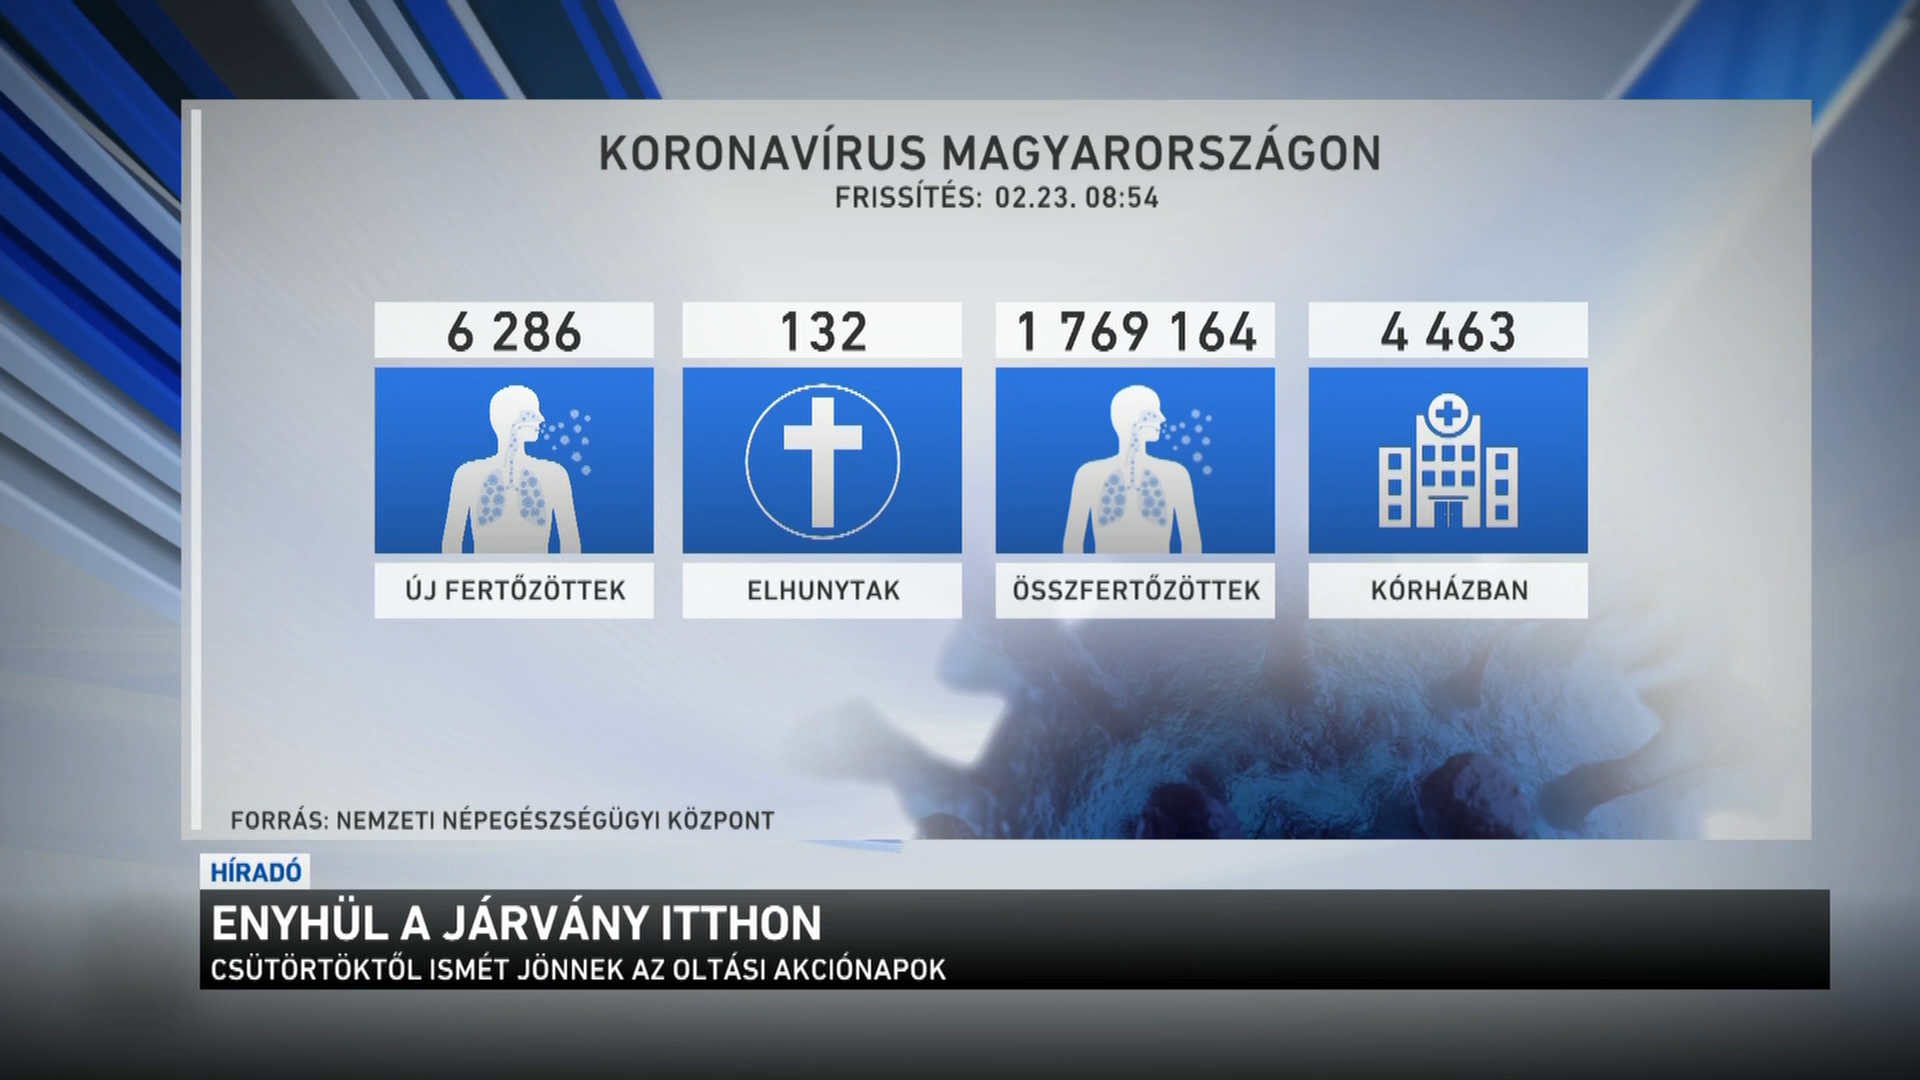 KORONAVÍRUS MAGYARORSZÁGON
FRISSÍTÉS: 02.23. 08:54
6 286
132
1 769 164
4 463
ÚJ FERTŐZÖTTEK
ELHUNYTAK
ÖSSZFERTŐZÖTTEK
KÓRHÁZBAN
FORRÁS: NEMZETI NÉPEGÉSZSÉGÜGYI KÖZPONT
HÍRADÓ
ENYHÜL A JÁRVÁNY ITTHON
CSÜTÖRTÖKTŐL ISMÉT JÖNNEK AZ OLTÁSI AKCIÓNAPOK